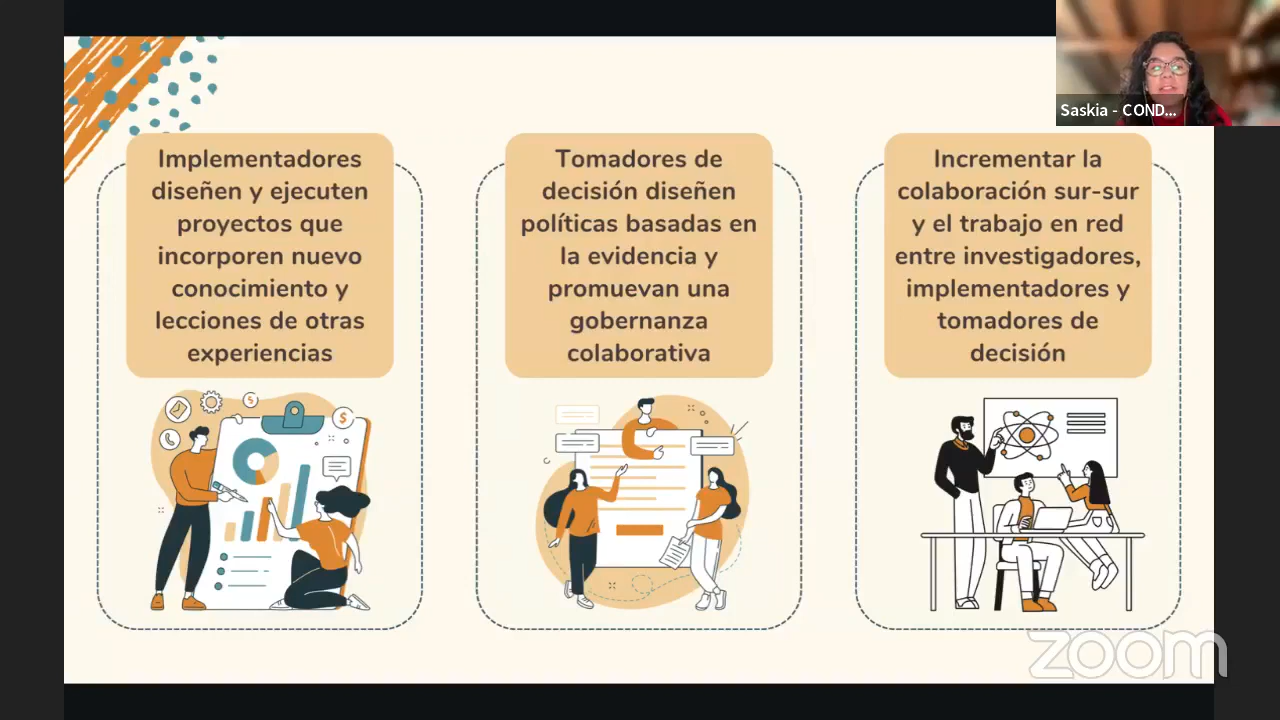 Saskia - COND...
Implementadores
diseñen y ejecuten
proyectos que
incorporen nuevo
conocimiento y
lecciones de otras
experiencias
Tomadores de
decisión diseñen
políticas basadas en
la evidencia y
promuevan una
gobernanza
colaborativa
Incrementar la
colaboración sur-sur
y el trabajo en red
entre investigadores,
implementadores y
tomadores de
decisión
$
$
zoom